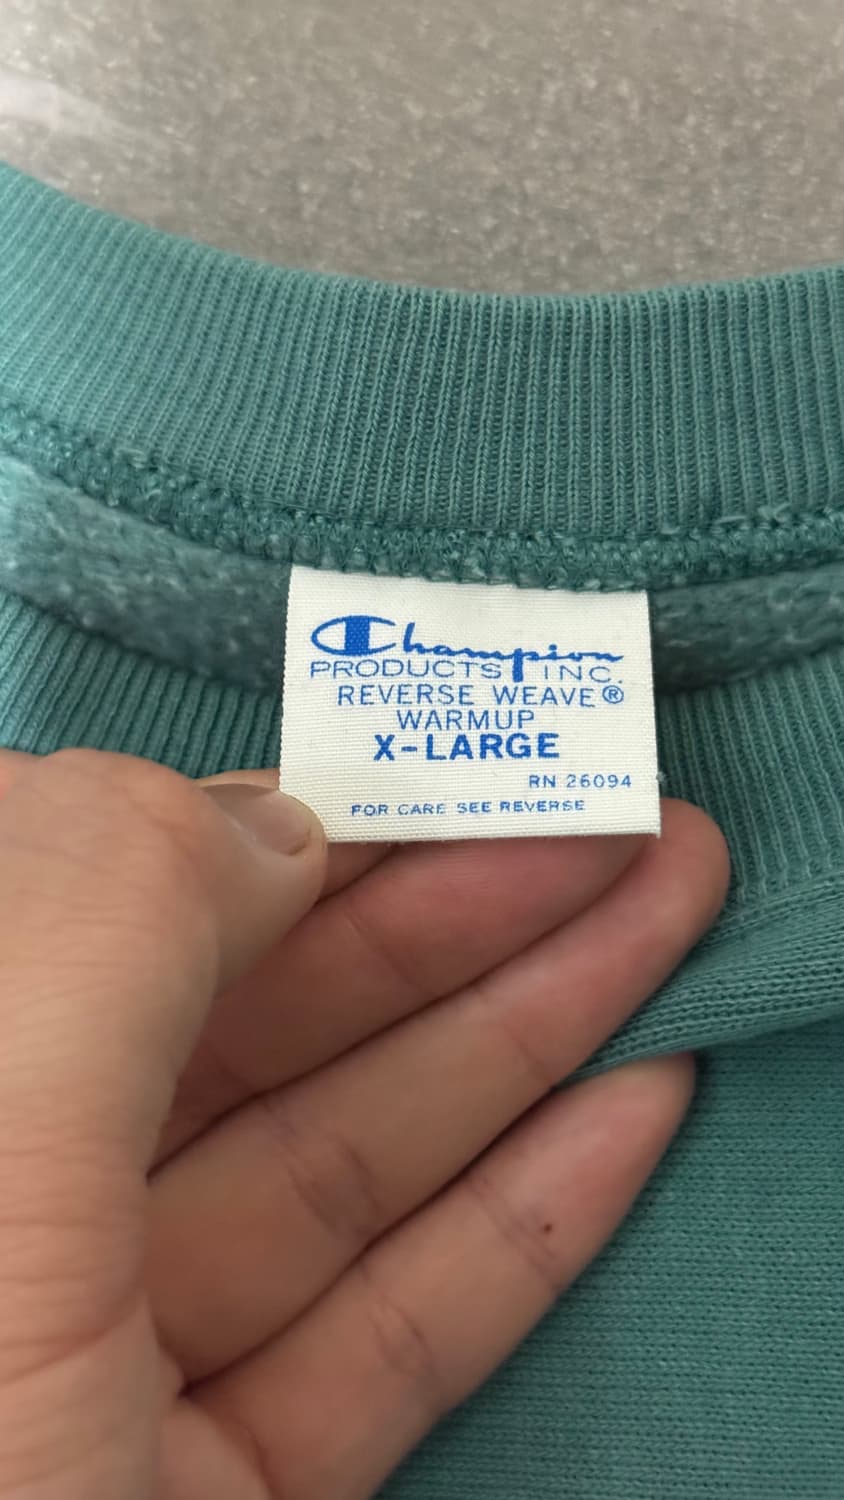 Champion
PRODUCTS INC.
REVERSE WEAVE®
WARMUP
X-LARGE
RN 26094
FOR CARE SEE REVERSE